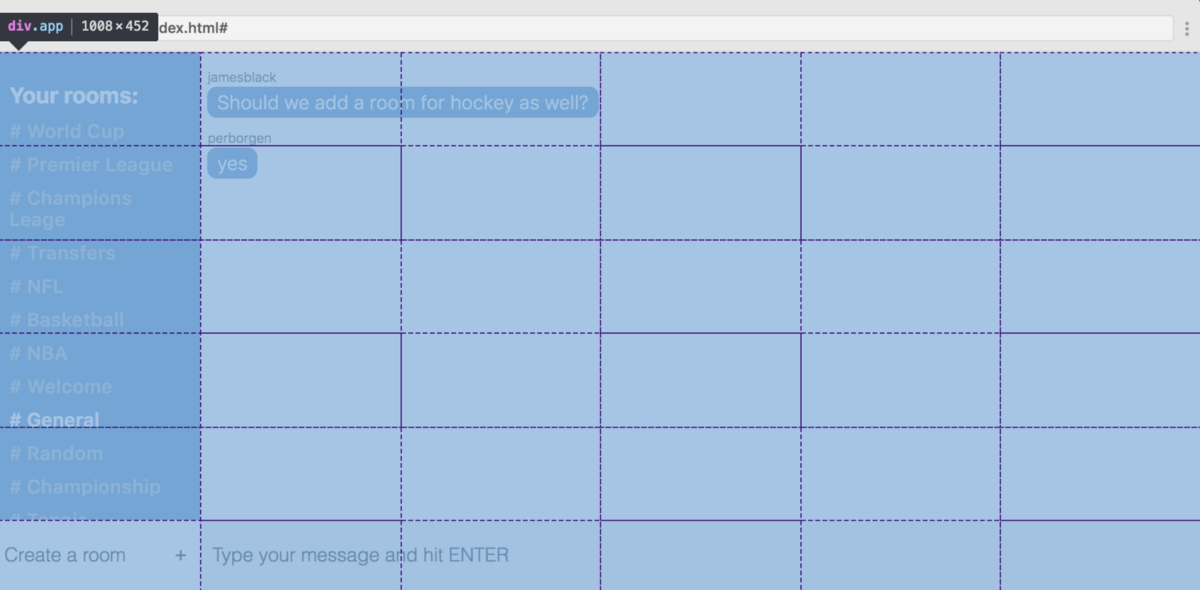 div.app | 1008×452 dex.html#
Your rooms:
# World Cup
# Premier League
# Champions
Leage
# Transfers
# NFL
# Basketball
# NBA
# Welcome
# General
# Random
# Championship
# Tennis
Create a room +
jamesblack
Should we add a room for hockey as well?
perborgen
yes
Type your message and hit ENTER